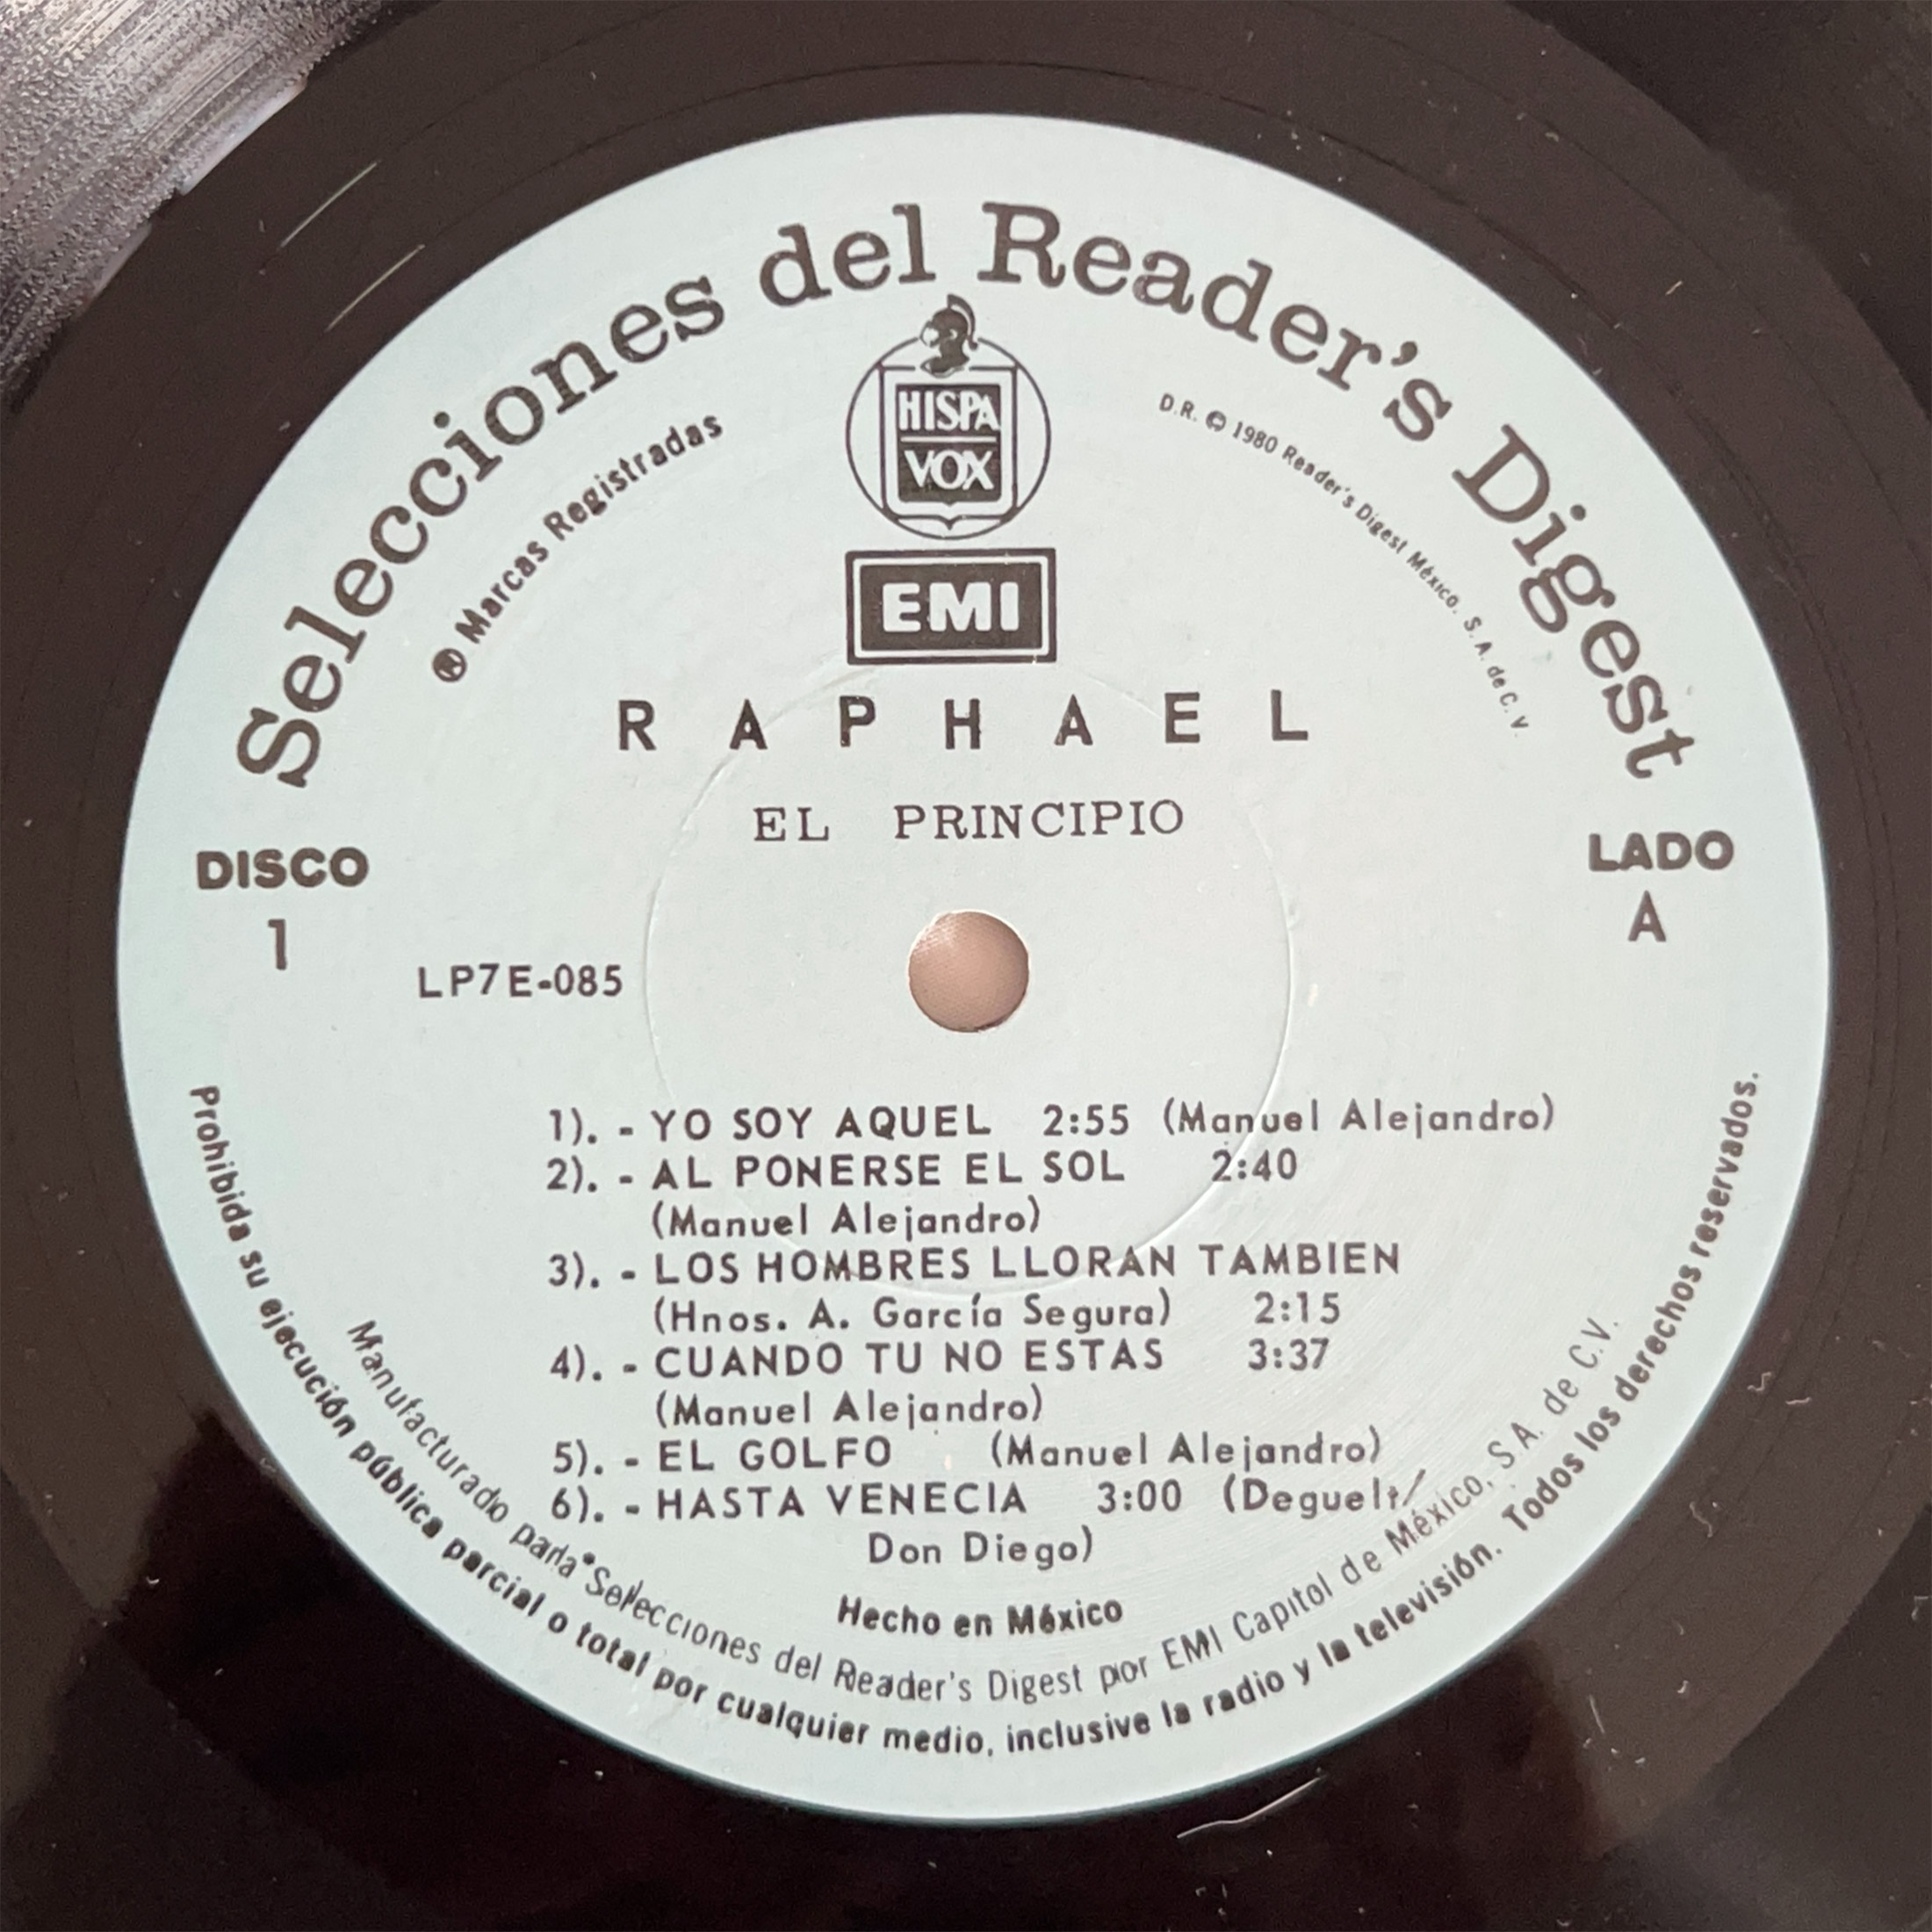 Selecciones del Reader's Digest
® Marcas Registradas
D.R. © 1980 Reader's Digest México. S.A. de C.V.
HISPA
VOX
EMI
RAPHAEL
EL PRINCIPIO
DISCO
1
LADO
A
LP7E-085
1). - YO SOY AQUEL 2:55 (Manuel Alejandro)
2). - AL PONERSE EL SOL 2:40
(Manuel Alejandro)
3). - LOS HOMBRES LLORAN TAMBIEN
(Hnos. A. García Segura) 2:15
4). - CUANDO TU NO ESTAS 3:37
(Manuel Alejandro)
5). - EL GOLFO (Manuel Alejandro)
6). - HASTA VENECIA 3:00 (Deguelt/
Don Diego)
Hecho en México
Manufacturado para Selecciones del Reader's Digest por EMI Capitol de México, S.A. de C.V.
Prohibida su ejecución pública parcial o total por cualquier medio, inclusive la radio y la televisión. Todos los derechos reservados.